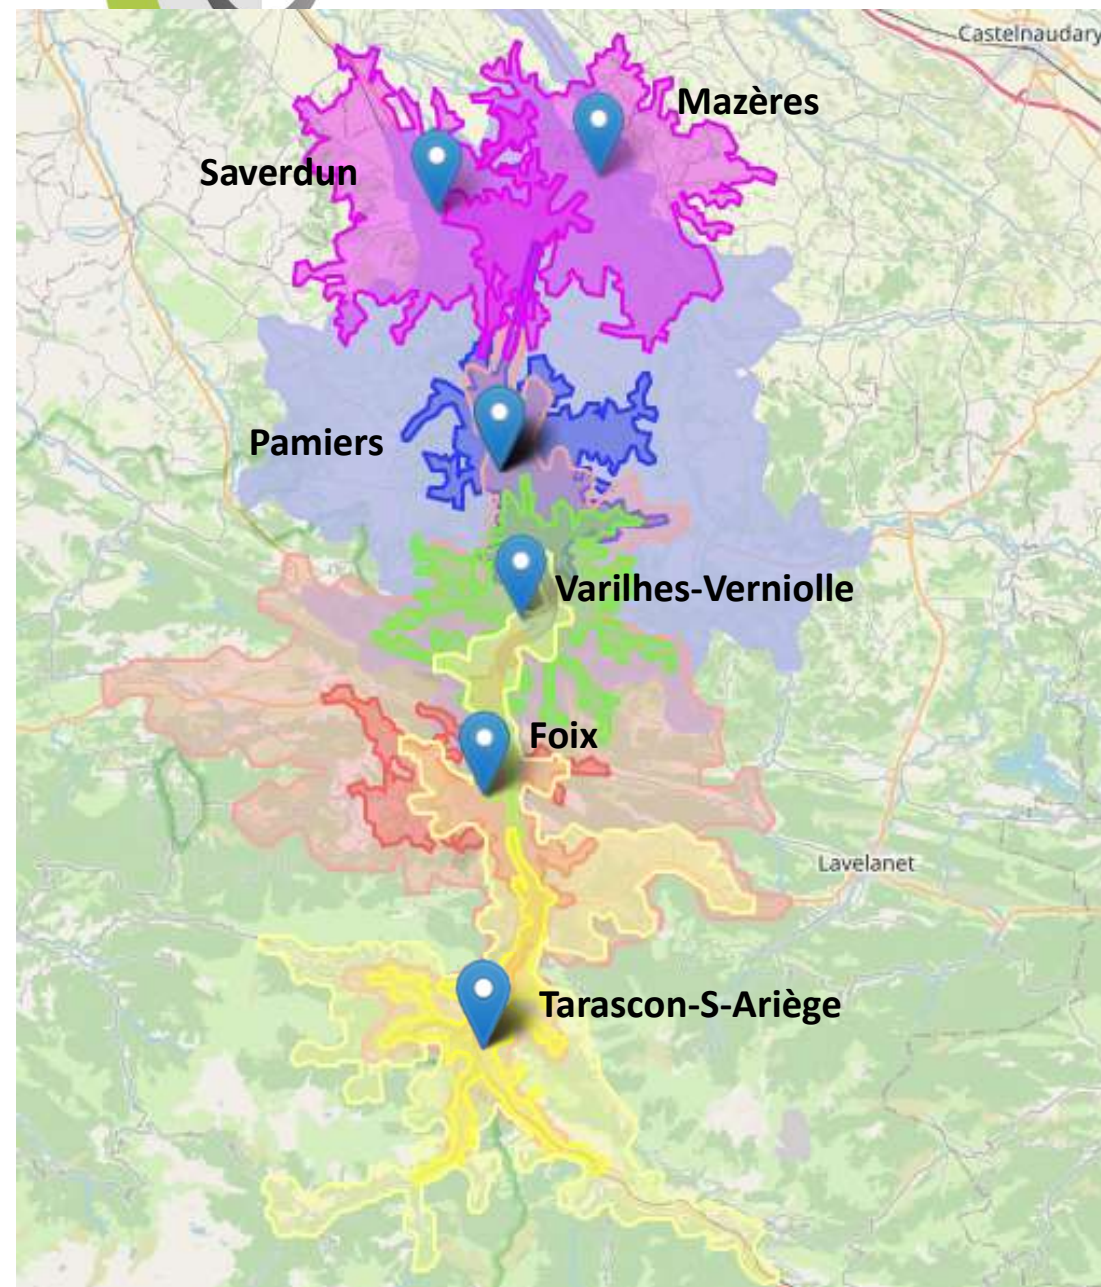 Castelnaudary
Mazères
Saverdun
Pamiers
Varilhes-Verniolle
Foix
Lavelanet
Tarascon-S-Ariège